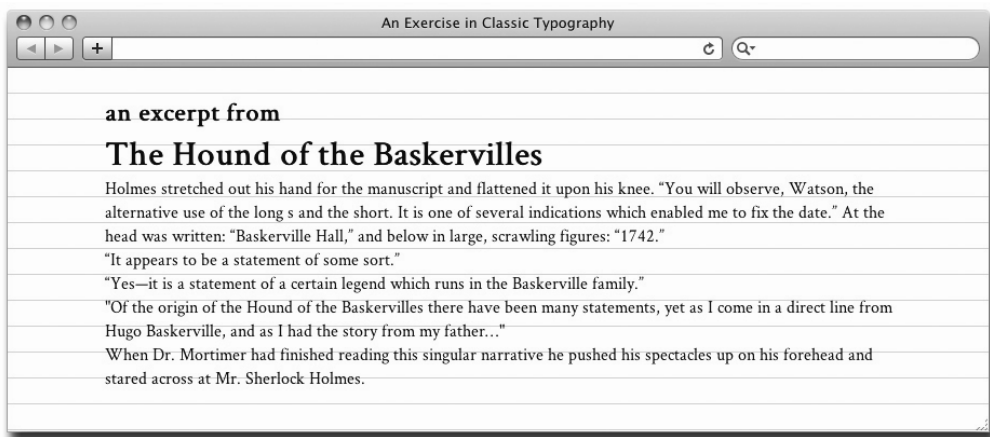 An Exercise in Classic Typography
an excerpt from
The Hound of the Baskervilles
Holmes stretched out his hand for the manuscript and flattened it upon his knee. “You will observe, Watson, the
alternative use of the long s and the short. It is one of several indications which enabled me to fix the date.” At the
head was written: “Baskerville Hall,” and below in large, scrawling figures: “1742.”
“It appears to be a statement of some sort.”
“Yes—it is a statement of a certain legend which runs in the Baskerville family.”
"Of the origin of the Hound of the Baskervilles there have been many statements, yet as I come in a direct line from
Hugo Baskerville, and as I had the story from my father…"
When Dr. Mortimer had finished reading this singular narrative he pushed his spectacles up on his forehead and
stared across at Mr. Sherlock Holmes.